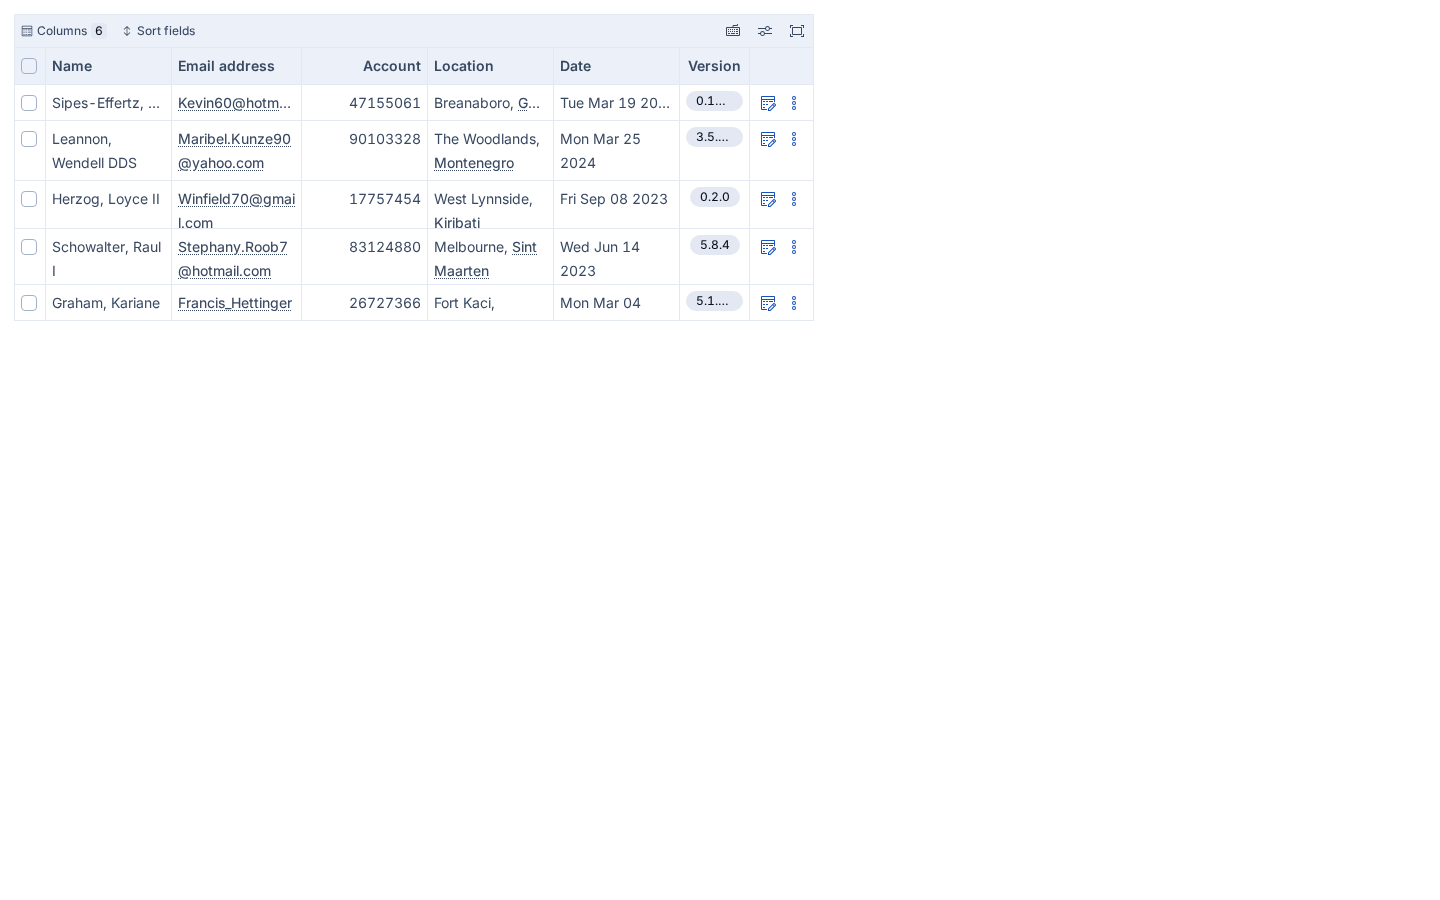 Columns 6 Sort fields
Name Email address Account Location Date Version
Sipes-Effertz, ... Kevin60@hotm... 47155061 Breanaboro, G... Tue Mar 19 20... 0.1...
Leannon, Maribel.Kunze90 90103328 The Woodlands, Mon Mar 25 3.5....
Wendell DDS @yahoo.com Montenegro 2024
Herzog, Loyce II Winfield70@gmai 17757454 West Lynnside, Fri Sep 08 2023 0.2.0
l.com Kiribati
Schowalter, Raul Stephany.Roob7 83124880 Melbourne, Sint Wed Jun 14 5.8.4
I @hotmail.com Maarten 2023
Graham, Kariane Francis_Hettinger 26727366 Fort Kaci, Mon Mar 04 5.1....